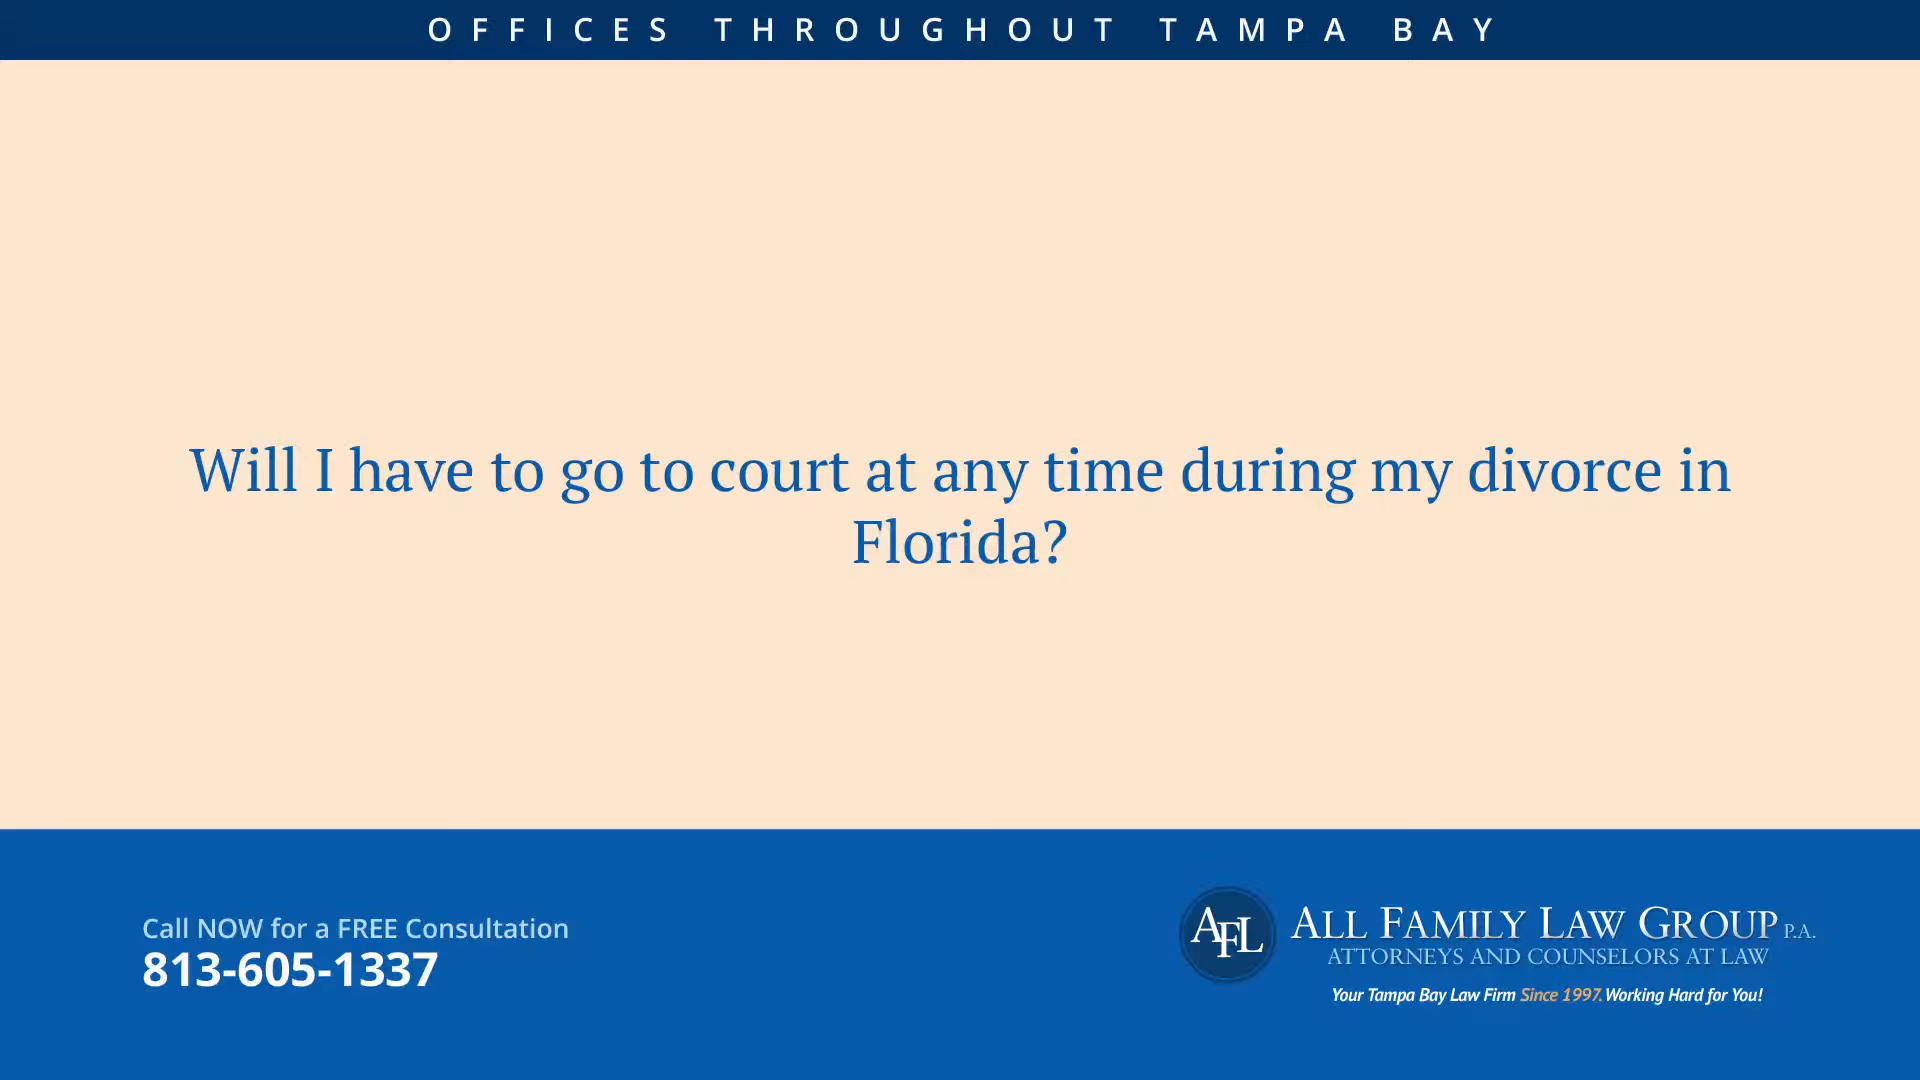 OFFICES THROUGHOUT TAMPA BAY
Will I have to go to court at any time during my divorce in
Florida?
Call NOW for a FREE Consultation
813-605-1337
AFL
ALL FAMILY LAW GROUP P.A.
ATTORNEYS AND COUNSELORS AT LAW
Your Tampa Bay Law Firm Since 1997. Working Hard for You!